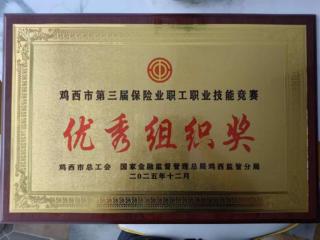 鸡西市第三届保险业职工职业技能竞赛
优秀组织奖
鸡西市总工会 国家金融监督管理总局鸡西监管分局
二〇二五年十二月